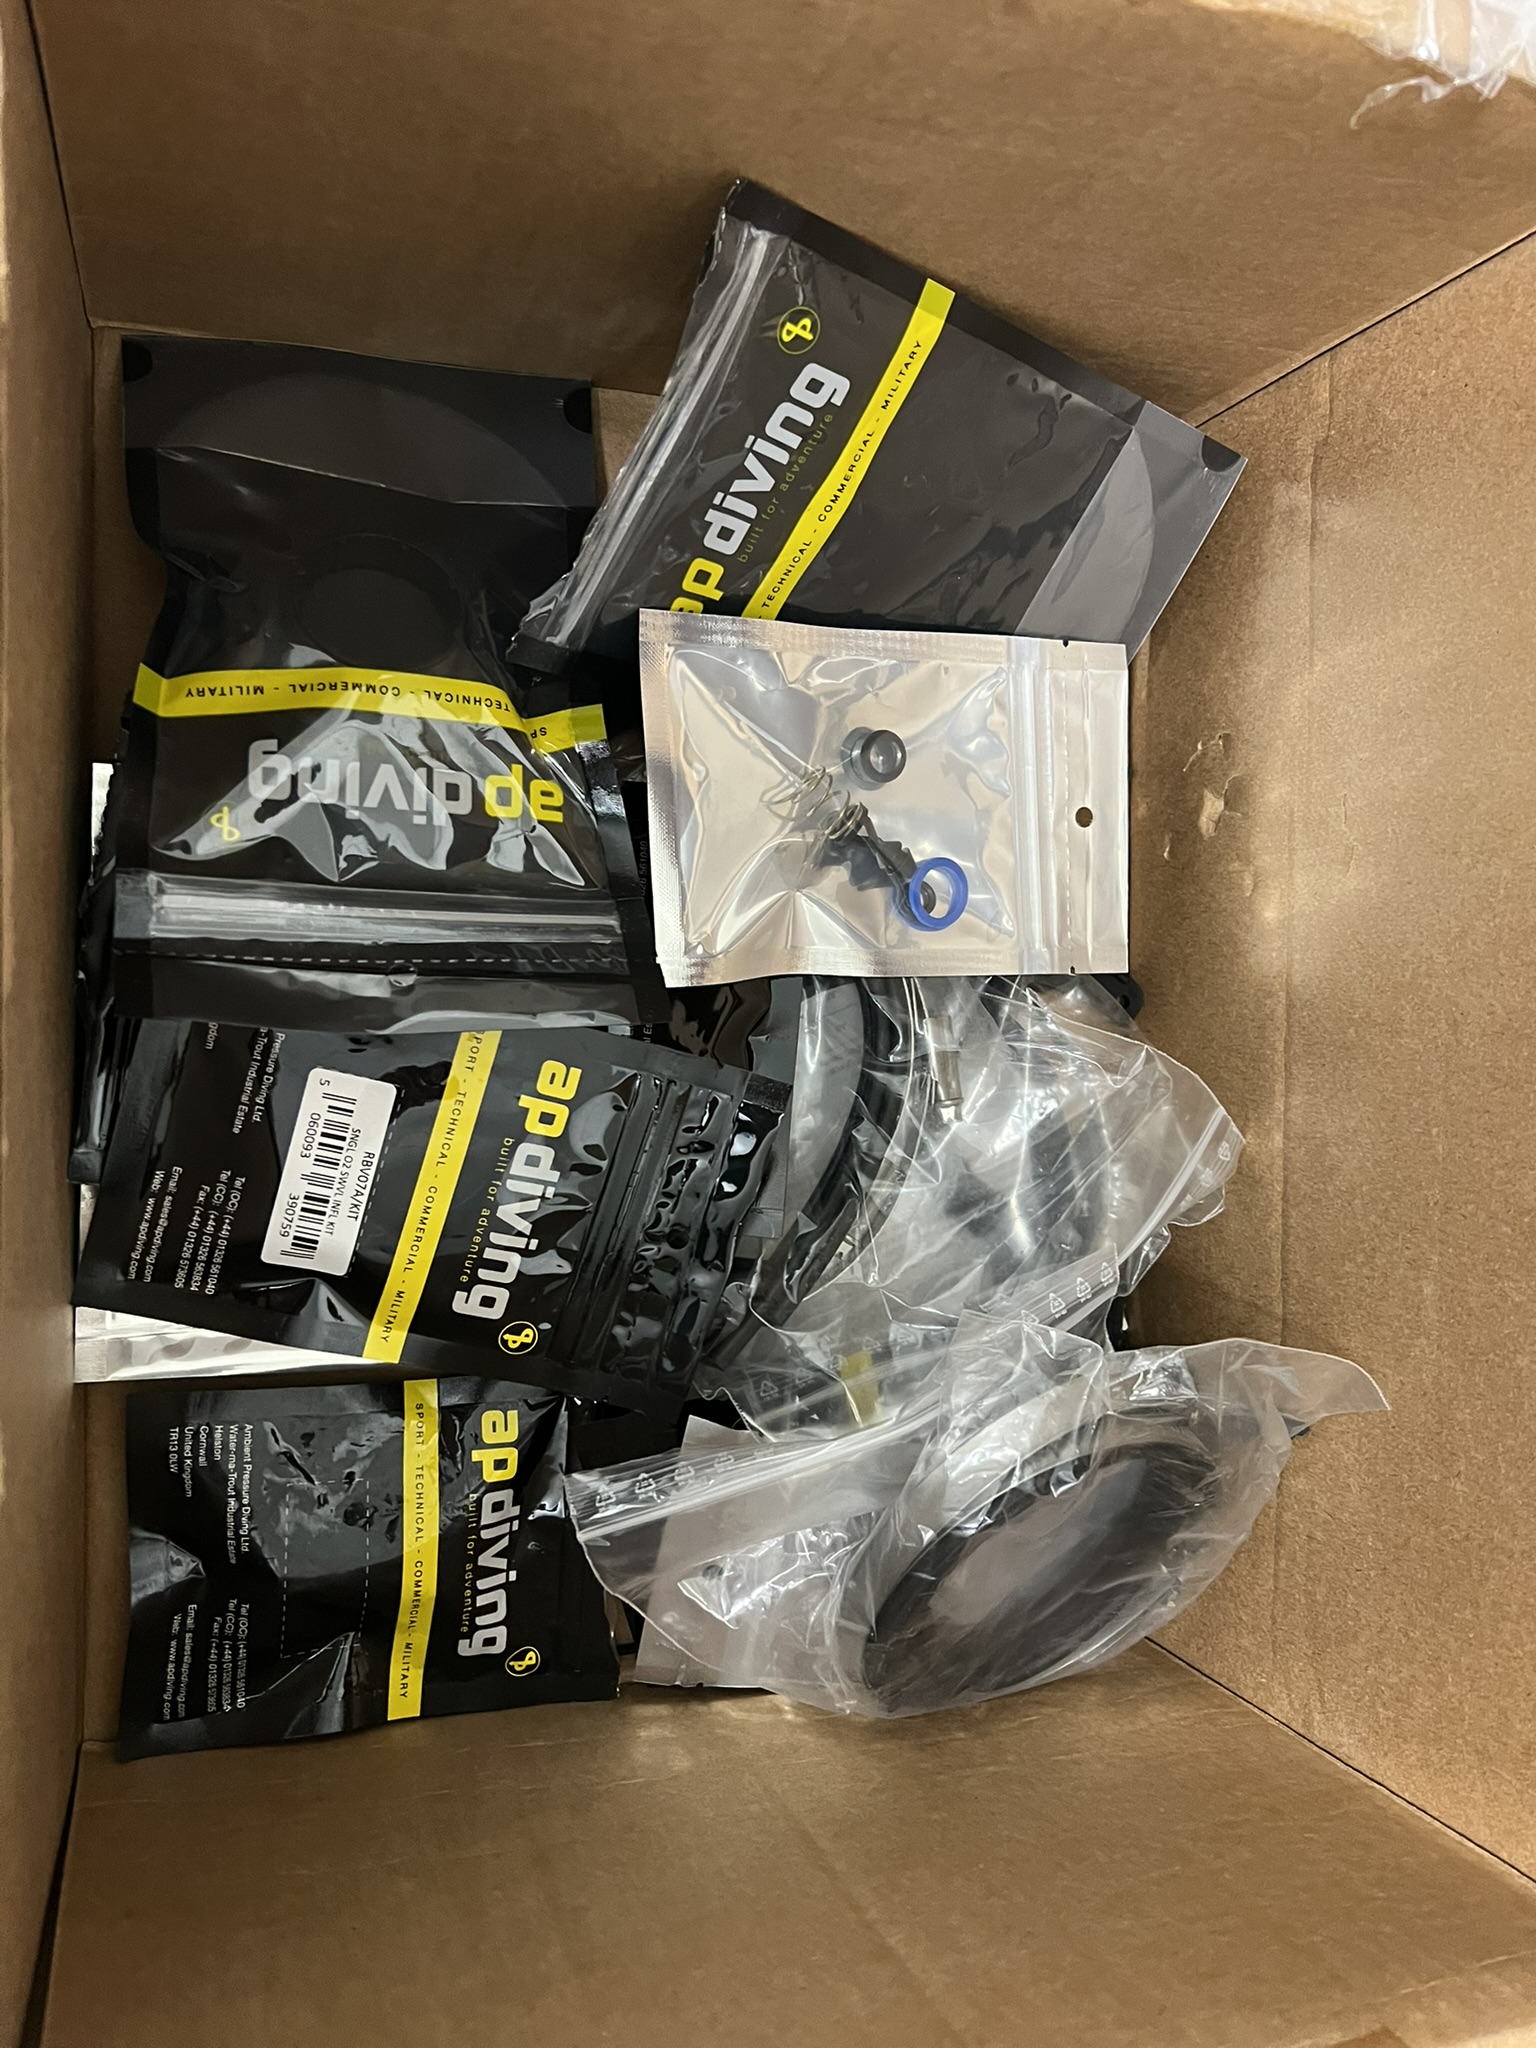 MILITARY - COMMERCIAL - TECHNICAL -
ap diving
built for adventure
TECHNICAL - COMMERCIAL - MILITARY
ap diving
ap diving
built for adventure
SPORT - TECHNICAL - COMMERCIAL - MILITARY
RBV07A/KIT
SNGL O2 SWVL INFL KIT
5 060093 390759
Pressure Diving Ltd.
a-Trout Industrial Estate
Tel (OC): (+44) 01326 561040
Tel (CC): (+44) 01326 563834
Fax: (+44) 01326 573605
Email: sales@apdiving.com
Web: www.apdiving.com
ap diving
built for adventure
SPORT - TECHNICAL - COMMERCIAL - MILITARY
Ambient Pressure Diving Ltd.
Water-ma-Trout Industrial Estate
Helston
Cornwall
United Kingdom
TR13 0LW
Tel (OC): (+44) 01326 561040
Tel (CC): (+44) 01326 563834
Fax: (+44) 01326 573605
Email: sales@apdiving.com
Web: www.apdiving.com